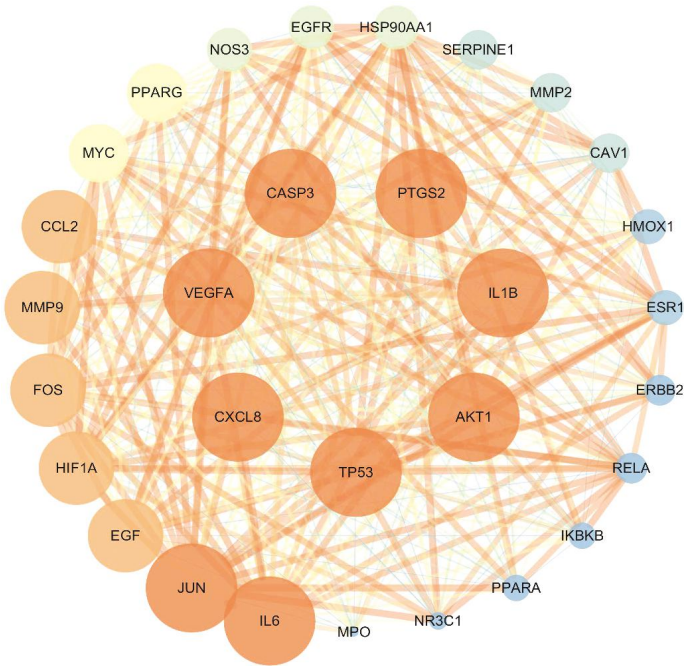 EGFR
HSP90AA1
NOS3
SERPINE1
PPARG
MMP2
MYC
CAV1
CASP3
PTGS2
CCL2
HMOX1
VEGFA
IL1B
MMP9
ESR1
FOS
ERBB2
CXCL8
AKT1
HIF1A
TP53
RELA
EGF
IKBKB
JUN
PPARA
IL6
NR3C1
MPO